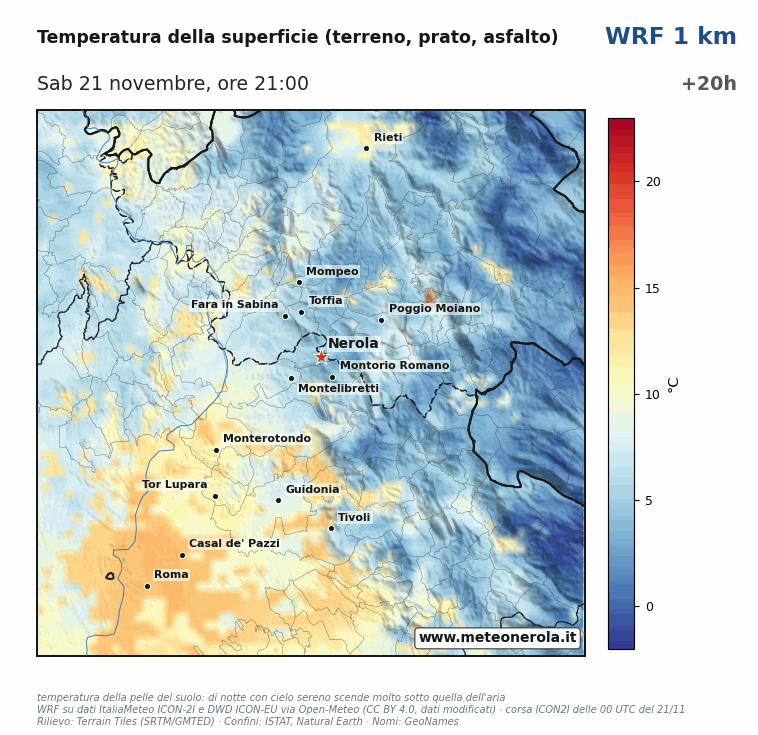 Temperatura della superficie (terreno, prato, asfalto)
WRF 1 km
Sab 21 novembre, ore 21:00
+20h
Rieti
Mompeo
Toffia
Fara in Sabina
Poggio Moiano
Nerola
Montorio Romano
Montelibretti
Monterotondo
Tor Lupara
Guidonia
Tivoli
Casal de' Pazzi
Roma
www.meteonerola.it
20
15
10
5
0
°C
temperatura della pelle del suolo: di notte con cielo sereno scende molto sotto quella dell'aria
WRF su dati ItaliaMeteo ICON-2I e DWD ICON-EU via Open-Meteo (CC BY 4.0, dati modificati) · corsa ICON2I delle 00 UTC del 21/11
Rilievo: Terrain Tiles (SRTM/GMTED) · Confini: ISTAT, Natural Earth · Nomi: GeoNames